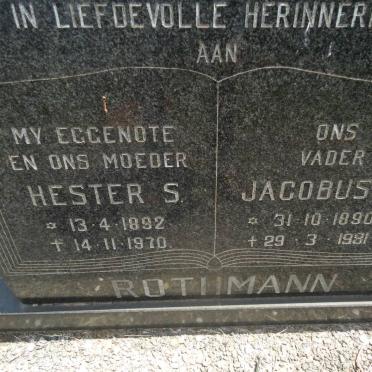 IN LIEFDEVOLLE HERINNER
AAN
MY EGGENOTE
EN ONS MOEDER
HESTER S.
¤ 13·4·1892
† 14·11·1970.
ONS
VADER
JACOBUS
¤ 31·10·1890
† 29·3·1981
ROTHMANN